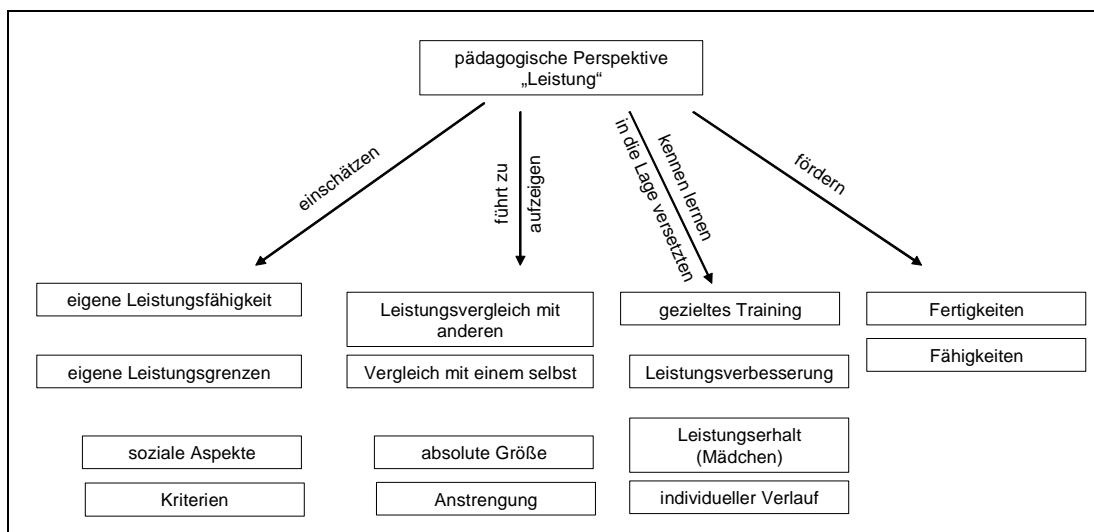 pädagogische Perspektive
„Leistung“
einschätzen
führt zu
aufzeigen
in die Lage versetzten
kennen lernen
fördern
eigene Leistungsfähigkeit
eigene Leistungsgrenzen
soziale Aspekte
Kriterien
Leistungsvergleich mit
anderen
Vergleich mit einem selbst
absolute Größe
Anstrengung
gezieltes Training
Leistungsverbesserung
Leistungserhalt
(Mädchen)
individueller Verlauf
Fertigkeiten
Fähigkeiten